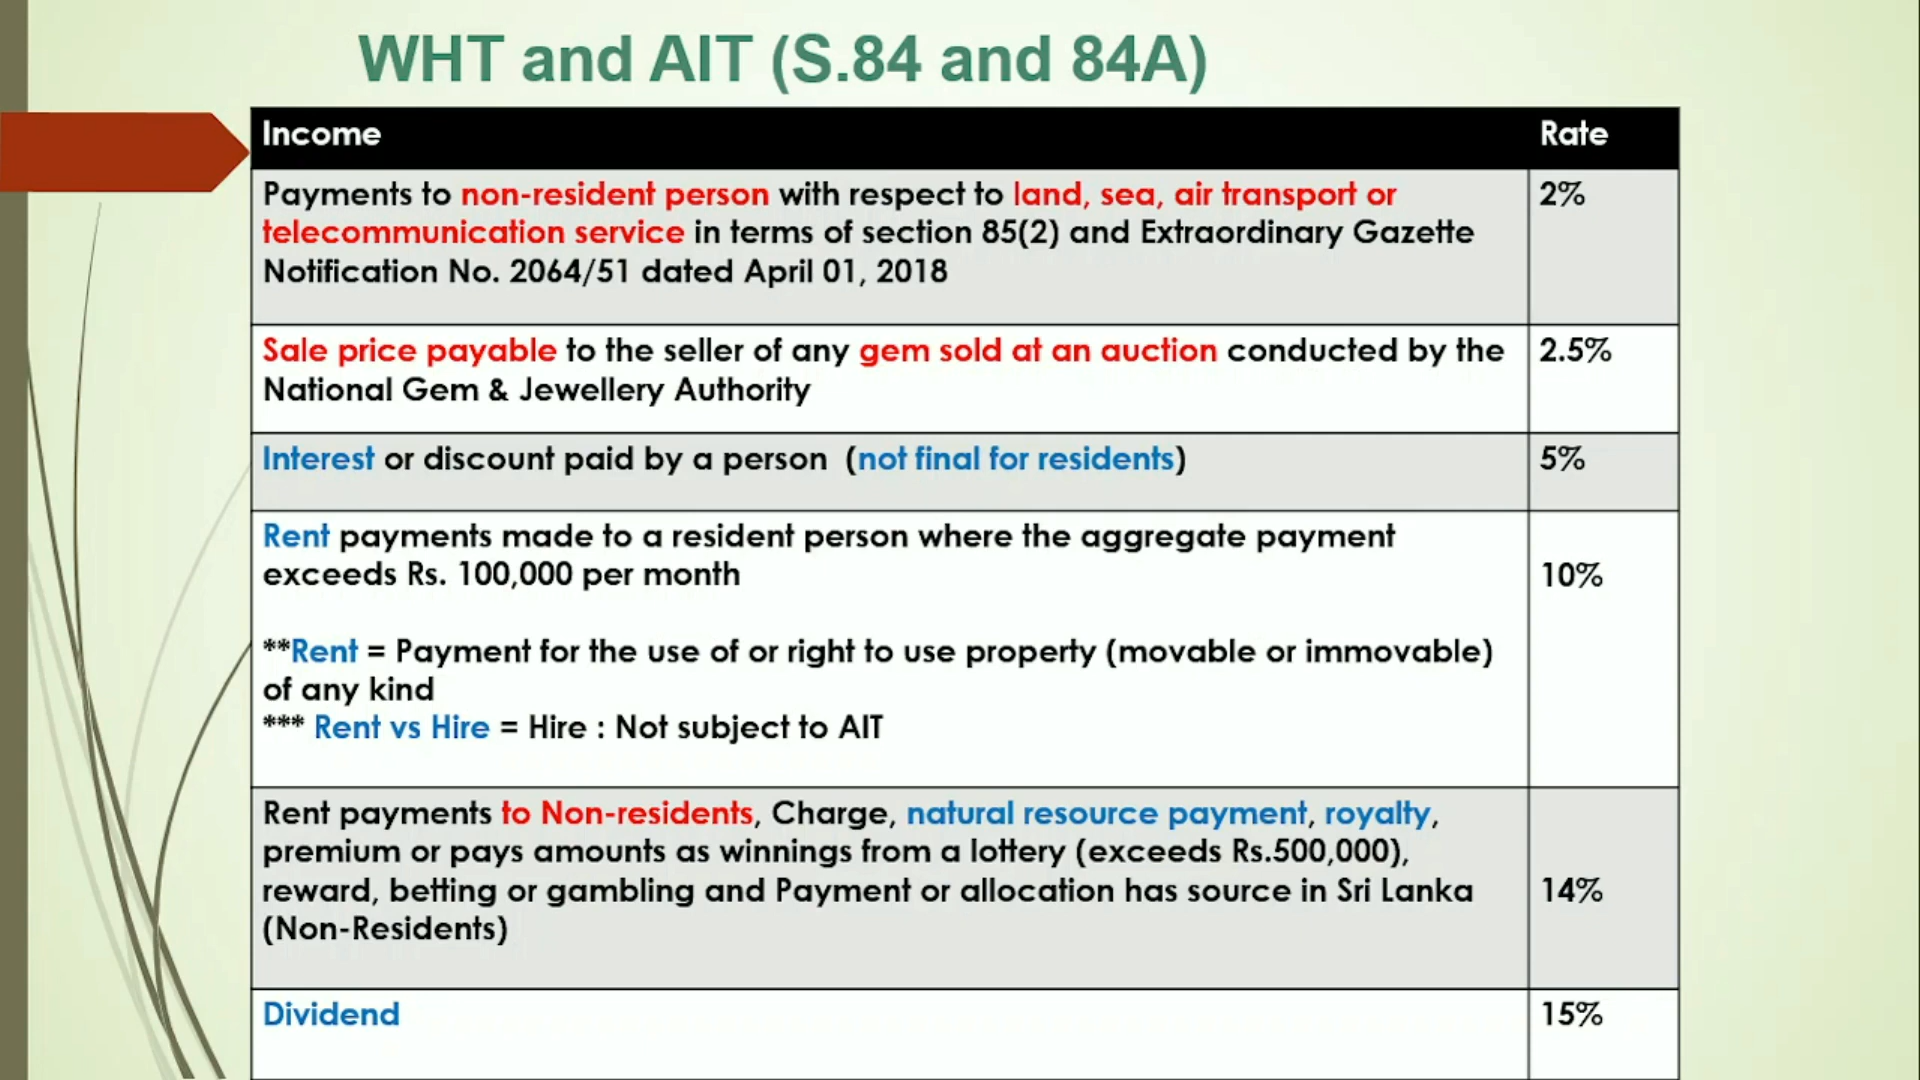 WHT and AIT (S.84 and 84A)
Income Rate
Payments to non-resident person with respect to land, sea, air transport or 2%
telecommunication service in terms of section 85(2) and Extraordinary Gazette
Notification No. 2064/51 dated April 01, 2018
Sale price payable to the seller of any gem sold at an auction conducted by the 2.5%
National Gem & Jewellery Authority
Interest or discount paid by a person (not final for residents) 5%
Rent payments made to a resident person where the aggregate payment
exceeds Rs. 100,000 per month 10%
**Rent = Payment for the use of or right to use property (movable or immovable)
of any kind
*** Rent vs Hire = Hire : Not subject to AIT
Rent payments to Non-residents, Charge, natural resource payment, royalty,
premium or pays amounts as winnings from a lottery (exceeds Rs.500,000),
reward, betting or gambling and Payment or allocation has source in Sri Lanka 14%
(Non-Residents)
Dividend 15%